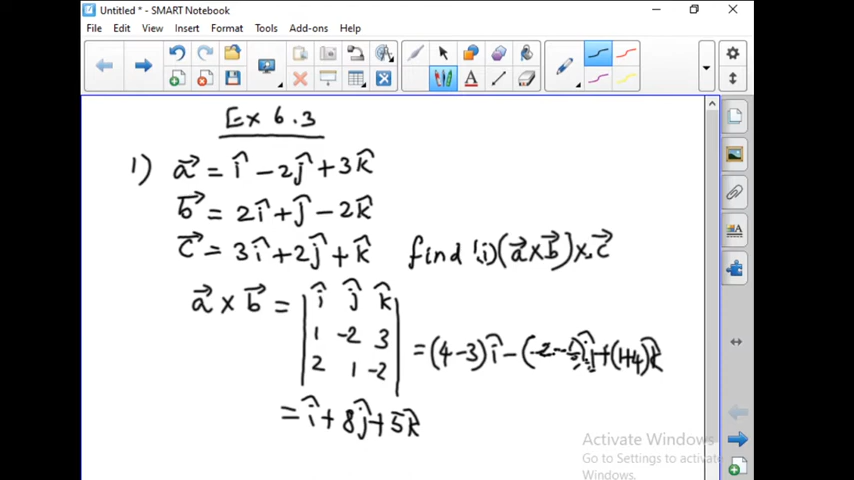 Untitled * - SMART Notebook
File Edit View Insert Format Tools Add-ons Help
Ex 6.3
1) a⃗ = î - 2ĵ + 3k̂
b⃗ = 2î + ĵ - 2k̂
c⃗ = 3î + 2ĵ + k̂ find (i) (a⃗ x b⃗) x c⃗
a⃗ x b⃗ = | î ĵ k̂ |
| 1 -2 3 | = (4-3)î - (-2-)ĵ + (1+4)k̂
| 2 1 -2 |
= î + 8ĵ + 5k̂
Activate Windows
Go to Settings to activate
Windows.